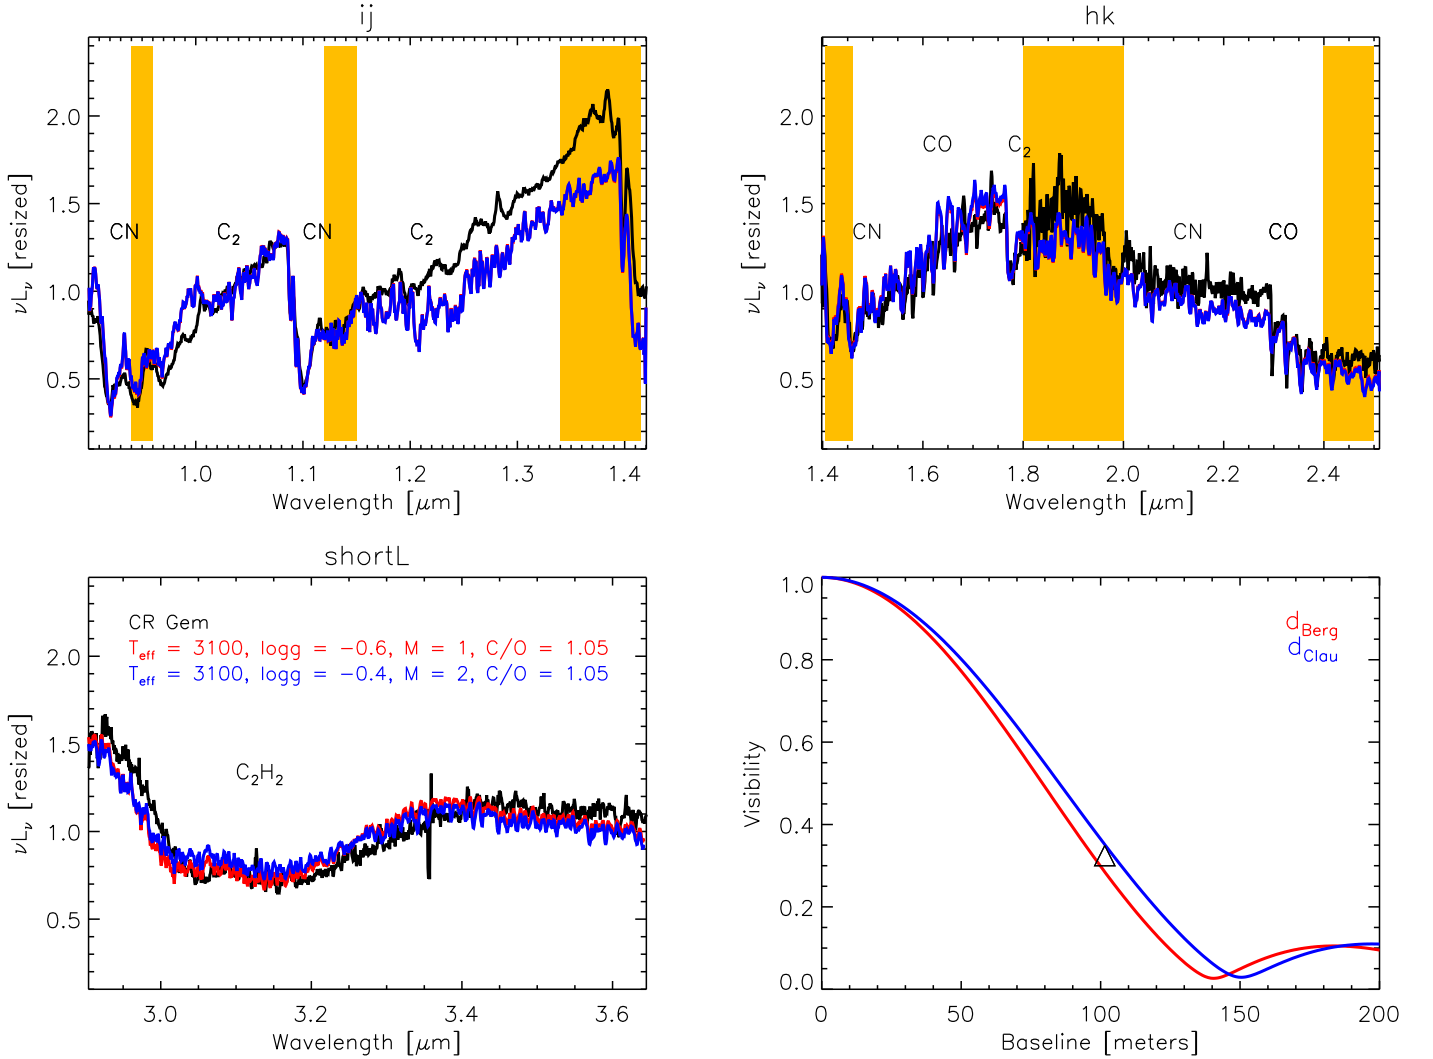 ij
νLν [resized]
2.0
1.5
1.0
0.5
CN
C2
CN
C2
1.0
1.1
1.2
1.3
1.4
Wavelength [μm]
hk
νLν [resized]
2.0
1.5
1.0
0.5
CO
C2
CN
CN
CO
1.4
1.6
1.8
2.0
2.2
2.4
Wavelength [μm]
shortL
νLν [resized]
2.0
1.5
1.0
0.5
CR Gem
Teff = 3100, logg = −0.6, M = 1, C/O = 1.05
Teff = 3100, logg = −0.4, M = 2, C/O = 1.05
C2H2
3.0
3.2
3.4
3.6
Wavelength [μm]
Visibility
1.0
0.8
0.6
0.4
0.2
0.0
dBerg
dClau
0
50
100
150
200
Baseline [meters]